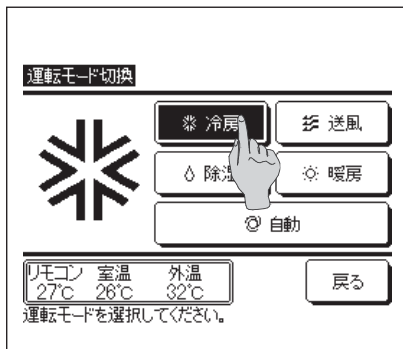 運転モード切換
冷房
送風
除湿
暖房
自動
リモコン 室温 外温
27℃ 26℃ 32℃
戻る
運転モードを選択してください。